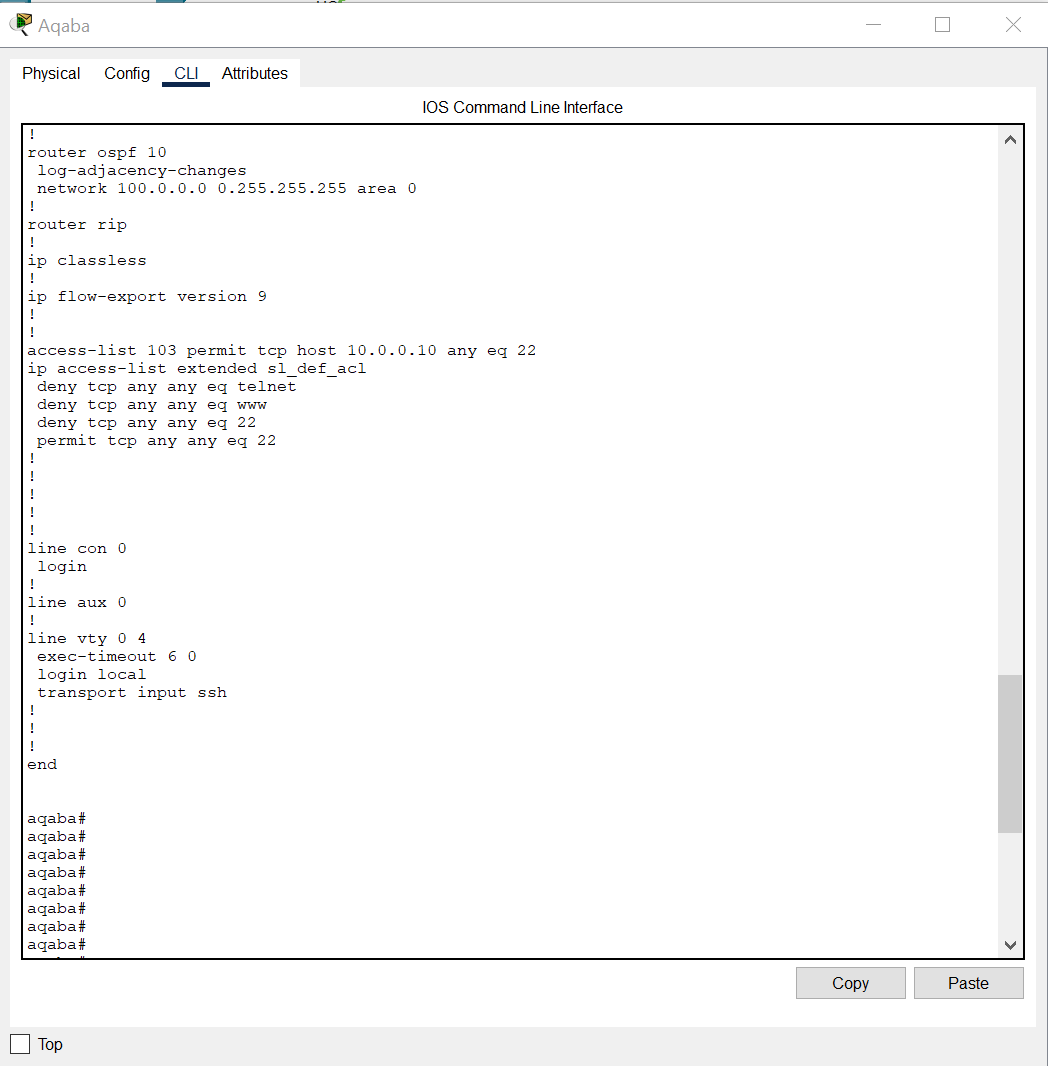 Aqaba
Physical Config CLI Attributes
IOS Command Line Interface
!
router ospf 10
 log-adjacency-changes
 network 100.0.0.0 0.255.255.255 area 0
!
router rip
!
ip classless
!
ip flow-export version 9
!
!
access-list 103 permit tcp host 10.0.0.10 any eq 22
ip access-list extended sl_def_acl
 deny tcp any any eq telnet
 deny tcp any any eq www
 deny tcp any any eq 22
 permit tcp any any eq 22
!
!
!
!
!
line con 0
 login
!
line aux 0
!
line vty 0 4
 exec-timeout 6 0
 login local
 transport input ssh
!
!
!
end
aqaba#
aqaba#
aqaba#
aqaba#
aqaba#
aqaba#
aqaba#
aqaba#
Copy Paste
Top